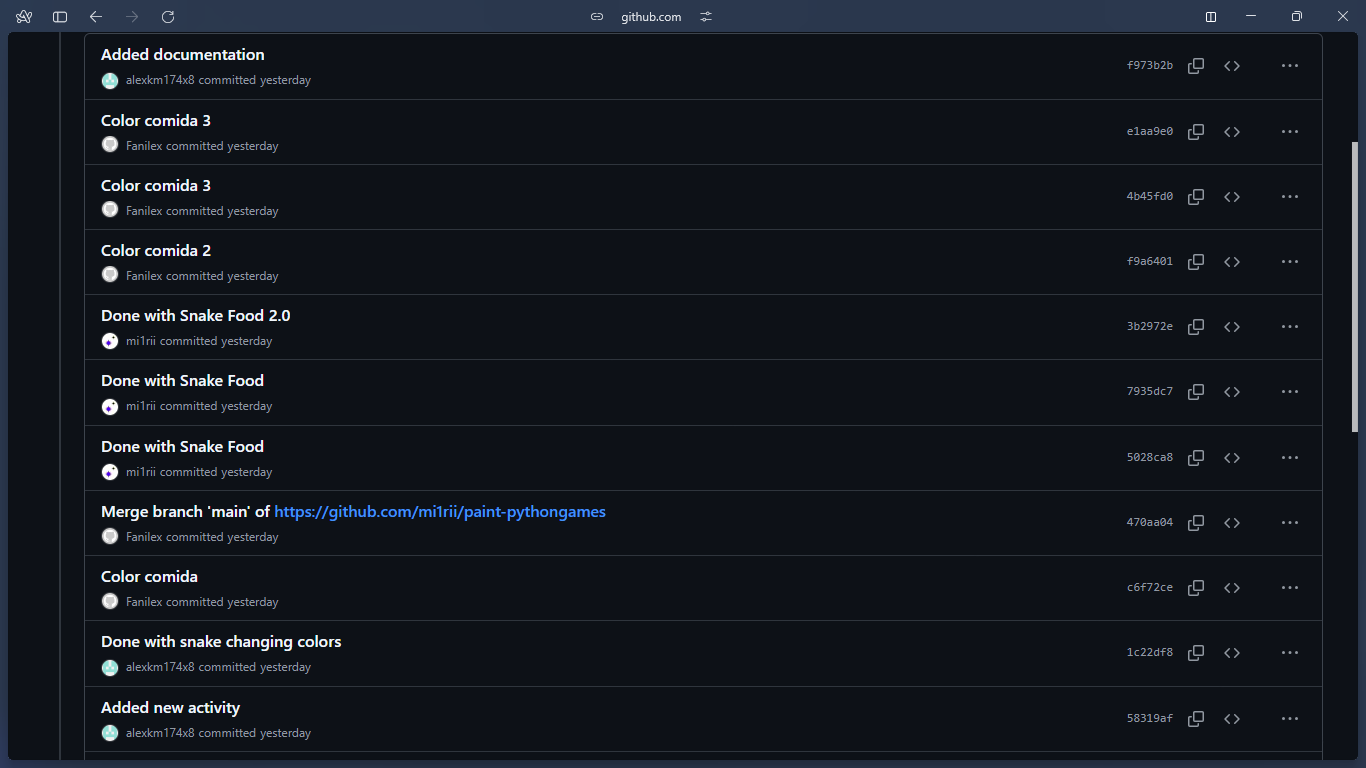 github.com
Added documentation
alexkm174x8 committed yesterday
f973b2b
Color comida 3
Fanilex committed yesterday
e1aa9e0
Color comida 3
Fanilex committed yesterday
4b45fd0
Color comida 2
Fanilex committed yesterday
f9a6401
Done with Snake Food 2.0
mi1rii committed yesterday
3b2972e
Done with Snake Food
mi1rii committed yesterday
7935dc7
Done with Snake Food
mi1rii committed yesterday
5028ca8
Merge branch 'main' of https://github.com/mi1rii/paint-pythongames
Fanilex committed yesterday
470aa04
Color comida
Fanilex committed yesterday
c6f72ce
Done with snake changing colors
alexkm174x8 committed yesterday
1c22df8
Added new activity
alexkm174x8 committed yesterday
58319af